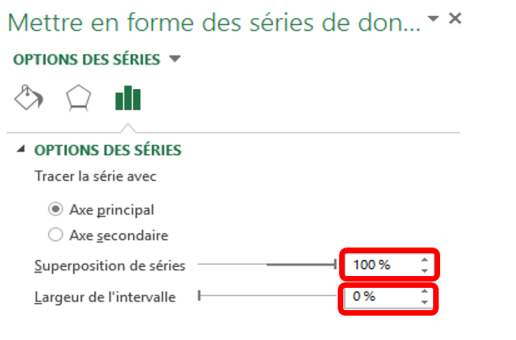 Mettre en forme des séries de don...
OPTIONS DES SÉRIES
OPTIONS DES SÉRIES
Tracer la série avec
Axe principal
Axe secondaire
Superposition de séries 100 %
Largeur de l'intervalle 0 %